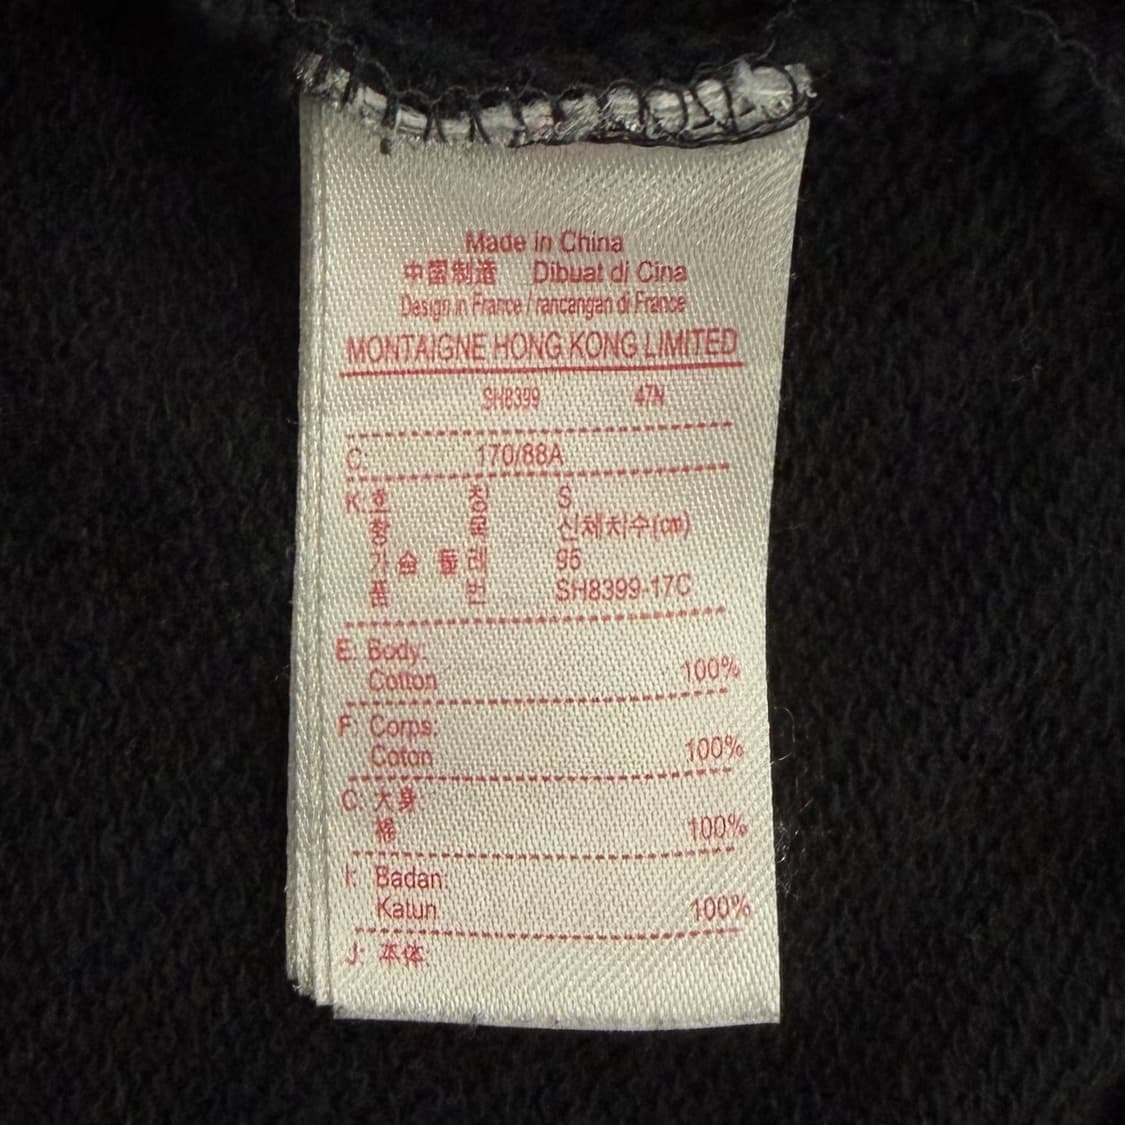 Made in China
中国制造 Dibuat di Cina
Design in France / rancangan di France
MONTAIGNE HONG KONG LIMITED
SH8399 47N
C: 170/88A
K: 호 칭 S
항 목 신체치수(cm)
가 슴 둘 레 95
품 번 SH8399-17C
E: Body:
Cotton 100%
F: Corps:
Coton 100%
C: 大身:
棉 100%
I: Badan:
Katun 100%
J: 本体: